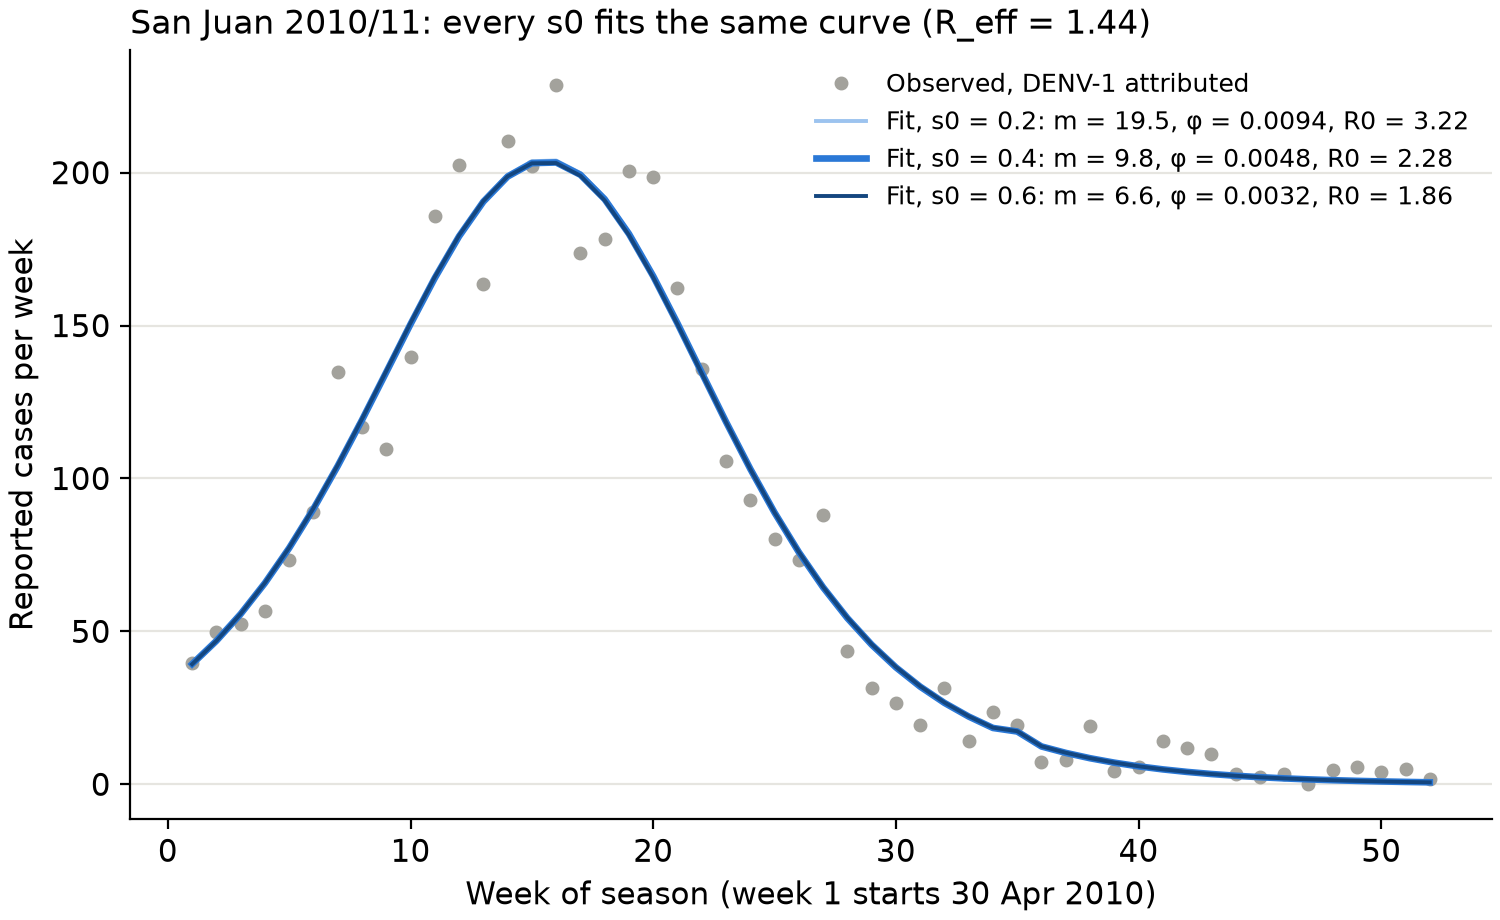 San Juan 2010/11: every s0 fits the same curve (R_eff = 1.44)
Observed, DENV-1 attributed
Fit, s0 = 0.2: m = 19.5, φ = 0.0094, R0 = 3.22
Fit, s0 = 0.4: m = 9.8, φ = 0.0048, R0 = 2.28
Fit, s0 = 0.6: m = 6.6, φ = 0.0032, R0 = 1.86
Reported cases per week
200
150
100
50
0
0 10 20 30 40 50
Week of season (week 1 starts 30 Apr 2010)